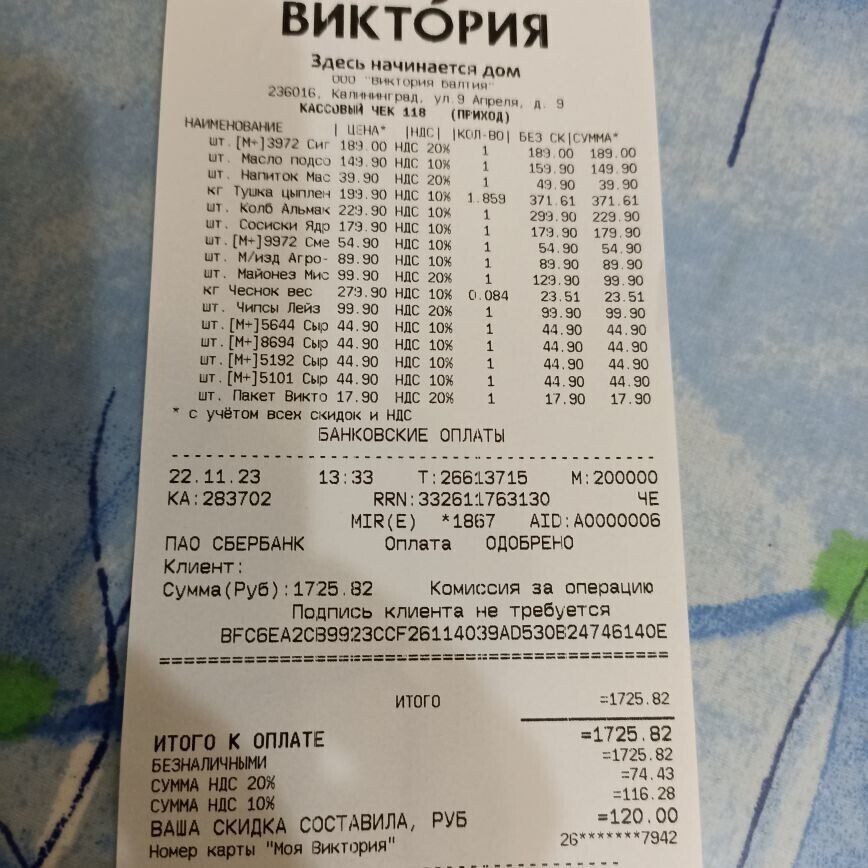 ВИКТО́РИЯ
Здесь начинается дом
ООО "Виктория Балтия"
236016, Калининград, ул.9 Апреля, д. 9
КАССОВЫЙ ЧЕК 118 (ПРИХОД)
НАИМЕНОВАНИЕ | ЦЕНА* |НДС| |КОЛ-ВО| БЕЗ СК|СУММА*
шт.[М+]3972 Сиг 189.00 НДС 20% 1 189.00 189.00
шт. Масло подсо 149.90 НДС 10% 1 159.90 149.90
шт. Напиток Мас 39.90 НДС 20% 1 49.90 39.90
кг Тушка цыплен 199.90 НДС 10% 1.859 371.61 371.61
шт. Колб Альмак 229.90 НДС 10% 1 299.90 229.90
шт. Сосиски Ядр 179.90 НДС 10% 1 179.90 179.90
шт.[М+]9972 Сме 54.90 НДС 10% 1 54.90 54.90
шт. М/изд Агро- 89.90 НДС 10% 1 89.90 89.90
шт. Майонез Мис 99.90 НДС 20% 1 129.90 99.90
кг Чеснок вес 279.90 НДС 10% 0.084 23.51 23.51
шт. Чипсы Лейз 99.90 НДС 20% 1 99.90 99.90
шт.[М+]5644 Сыр 44.90 НДС 10% 1 44.90 44.90
шт.[М+]8694 Сыр 44.90 НДС 10% 1 44.90 44.90
шт.[М+]5192 Сыр 44.90 НДС 10% 1 44.90 44.90
шт.[М+]5101 Сыр 44.90 НДС 10% 1 44.90 44.90
шт. Пакет Викто 17.90 НДС 20% 1 17.90 17.90
* с учётом всех скидок и НДС
БАНКОВСКИЕ ОПЛАТЫ
22.11.23 13:33 Т:26613715 М:200000
КА:283702 RRN:332611763130 ЧЕ
MIR(E) *1867 AID:A0000006
ПАО СБЕРБАНК Оплата ОДОБРЕНО
Клиент:
Сумма(Руб):1725.82 Комиссия за операцию
Подпись клиента не требуется
BFC6EA2CB9923CCF26114039AD530B24746140E
ИТОГО =1725.82
ИТОГО К ОПЛАТЕ =1725.82
БЕЗНАЛИЧНЫМИ =1725.82
СУММА НДС 20% =74.43
СУММА НДС 10% =116.28
ВАША СКИДКА СОСТАВИЛА, РУБ =120.00
Номер карты "Моя Виктория" 26*******7942